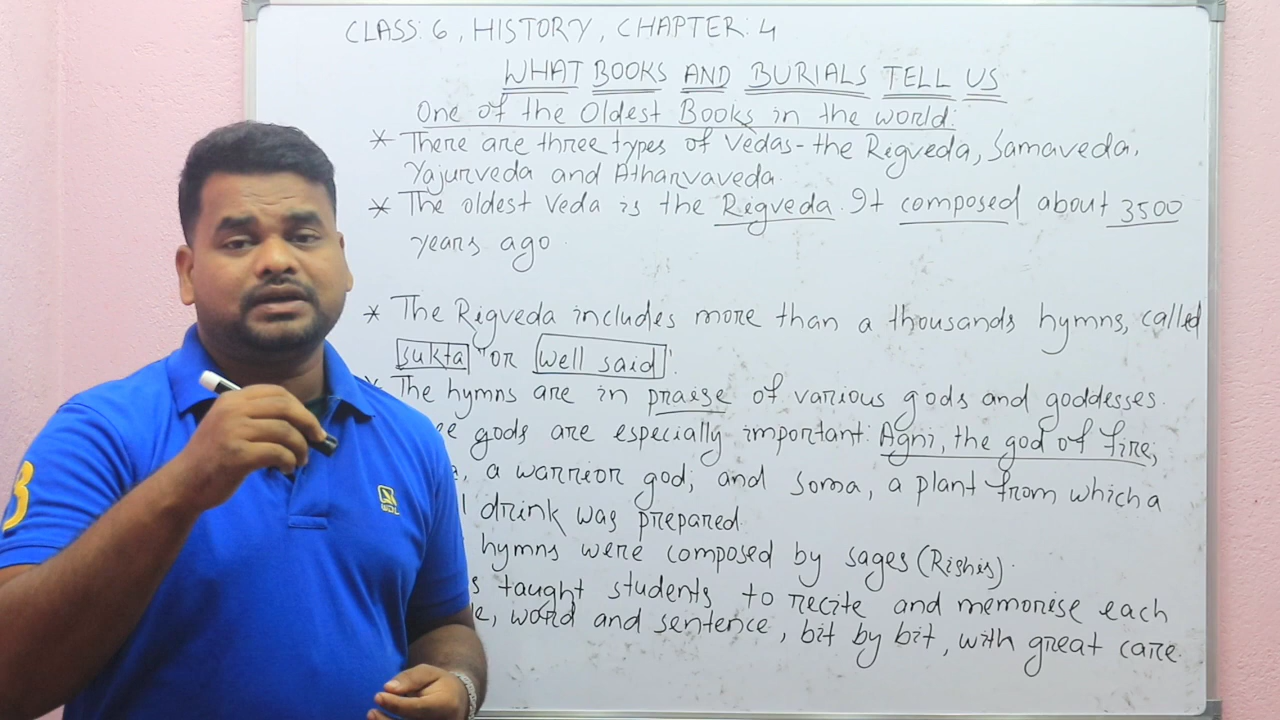 CLASS: 6, HISTORY, CHAPTER: 4
WHAT BOOKS AND BURIALS TELL US
One of the Oldest Books in the world:
* There are three types of Vedas - the Rigveda, Samaveda,
Yajurveda and Atharvaveda.
* The oldest Veda is the Rigveda. It composed about 3500
years ago.
* The Rigveda includes more than a thousands hymns, called
sukta "or well said".
* The hymns are in praise of various gods and goddesses.
gods are especially important: Agni, the god of fire;
a warrior god; and Soma, a plant from which a
drink was prepared.
hymns were composed by sages (Rishis).
taught students to recite and memorise each
word and sentence, bit by bit, with great care.
3